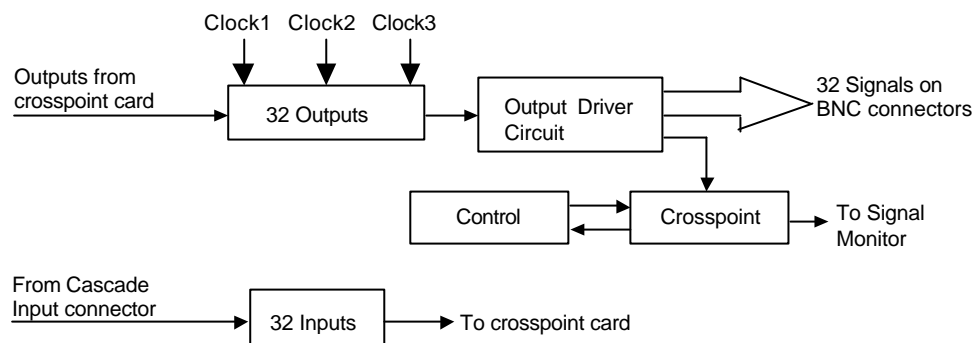 Clock1 Clock2 Clock3
Outputs from
crosspoint card
32 Outputs
Output Driver
Circuit
32 Signals on
BNC connectors
Control
Crosspoint
To Signal
Monitor
From Cascade
Input connector
32 Inputs
To crosspoint card